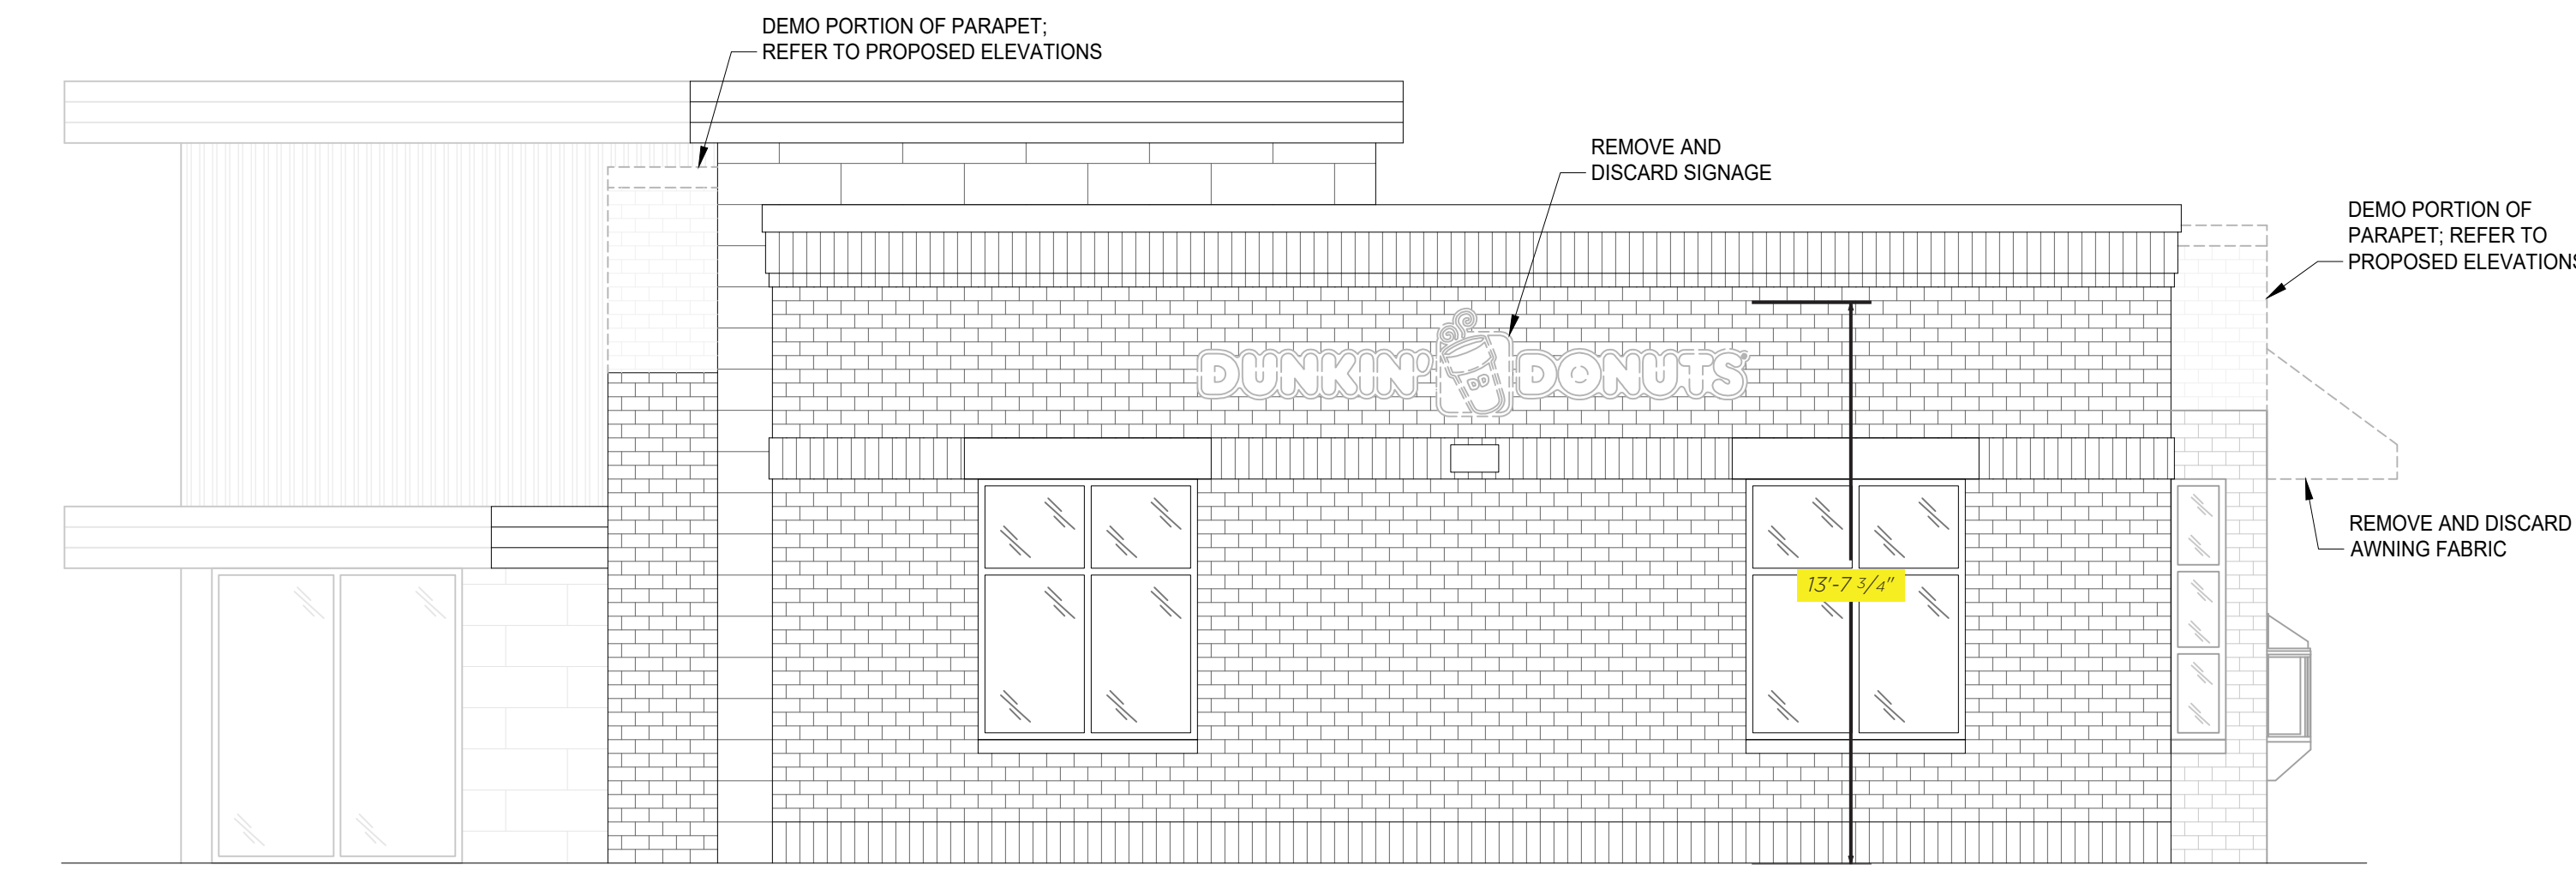 DEMO PORTION OF PARAPET;
REFER TO PROPOSED ELEVATIONS
REMOVE AND
DISCARD SIGNAGE
DEMO PORTION OF
PARAPET; REFER TO
PROPOSED ELEVATIONS
DUNKIN' DD DONUTS
REMOVE AND DISCARD
AWNING FABRIC
13'-7 3/4"